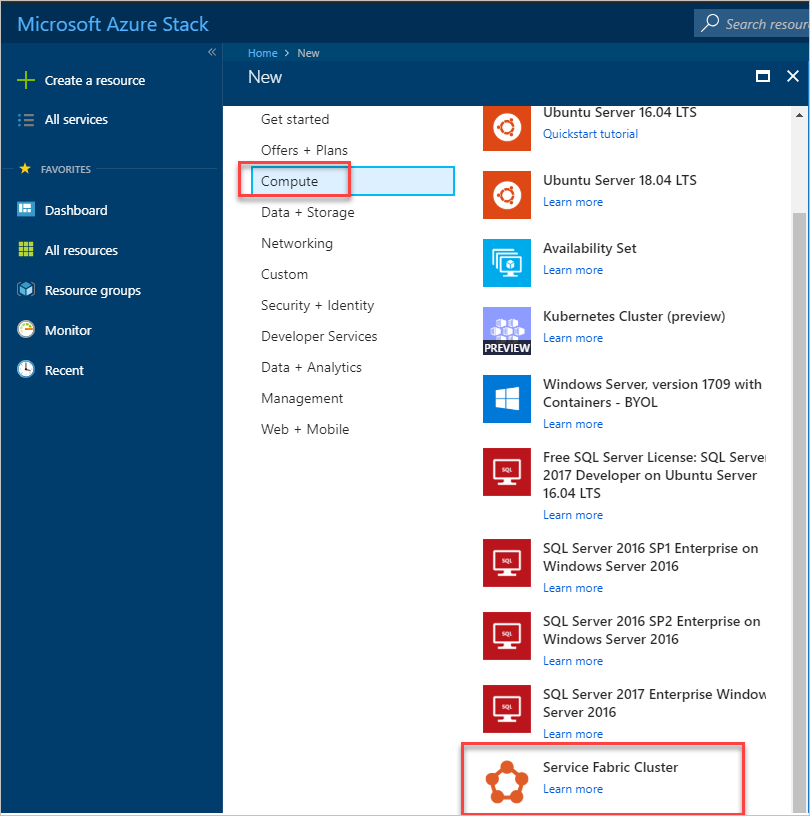 Microsoft Azure Stack
Search resour
Create a resource
All services
FAVORITES
Dashboard
All resources
Resource groups
Monitor
Recent
Home > New
New
Get started
Offers + Plans
Compute
Data + Storage
Networking
Custom
Security + Identity
Developer Services
Data + Analytics
Management
Web + Mobile
Ubuntu Server 16.04 LTS
Quickstart tutorial
Ubuntu Server 18.04 LTS
Learn more
Availability Set
Learn more
PREVIEW
Kubernetes Cluster (preview)
Learn more
Windows Server, version 1709 with
Containers - BYOL
Learn more
SQL
Free SQL Server License: SQL Server
2017 Developer on Ubuntu Server
16.04 LTS
Learn more
SQL
SQL Server 2016 SP1 Enterprise on
Windows Server 2016
Learn more
SQL
SQL Server 2016 SP2 Enterprise on
Windows Server 2016
Learn more
SQL
SQL Server 2017 Enterprise Window
Server 2016
Learn more
Service Fabric Cluster
Learn more